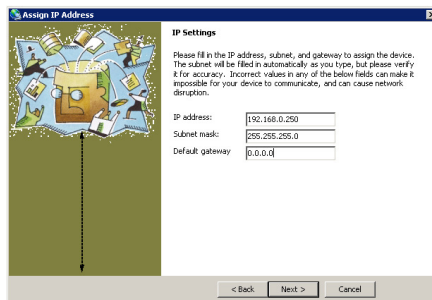 Assign IP Address
IP Settings
Please fill in the IP address, subnet, and gateway to assign the device.
The subnet will be filled in automatically as you type, but please verify
it for accuracy. Incorrect values in any of the below fields can make it
impossible for your device to communicate, and can cause network
disruption.
IP address: 192.168.0.250
Subnet mask: 255.255.255.0
Default gateway 0.0.0.0
< Back Next > Cancel